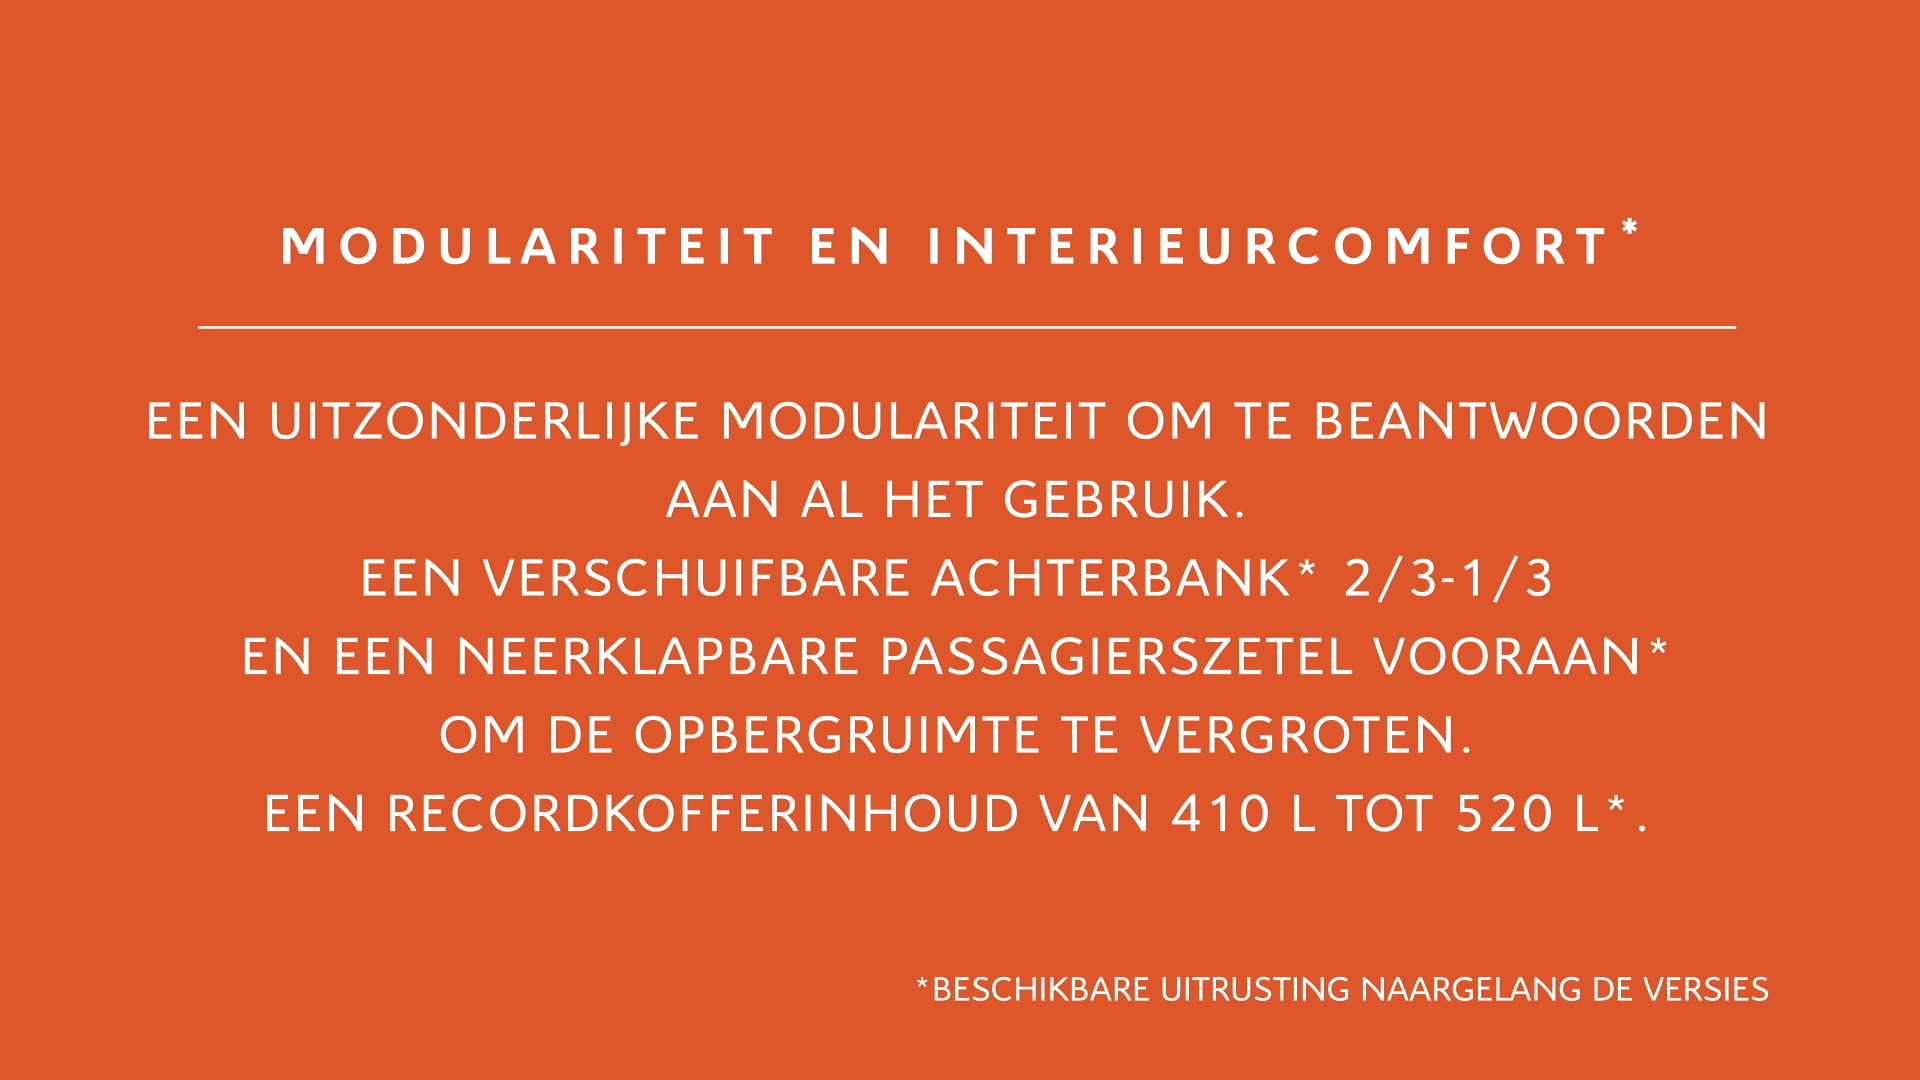 MODULARITEIT EN INTERIEURCOMFORT*
EEN UITZONDERLIJKE MODULARITEIT OM TE BEANTWOORDEN
AAN AL HET GEBRUIK.
EEN VERSCHUIFBARE ACHTERBANK* 2/3-1/3
EN EEN NEERKLAPBARE PASSAGIERSZETEL VOORAAN*
OM DE OPBERGRUIMTE TE VERGROTEN.
EEN RECORDKOFFERINHOUD VAN 410 L TOT 520 L*.
*BESCHIKBARE UITRUSTING NAARGELANG DE VERSIES